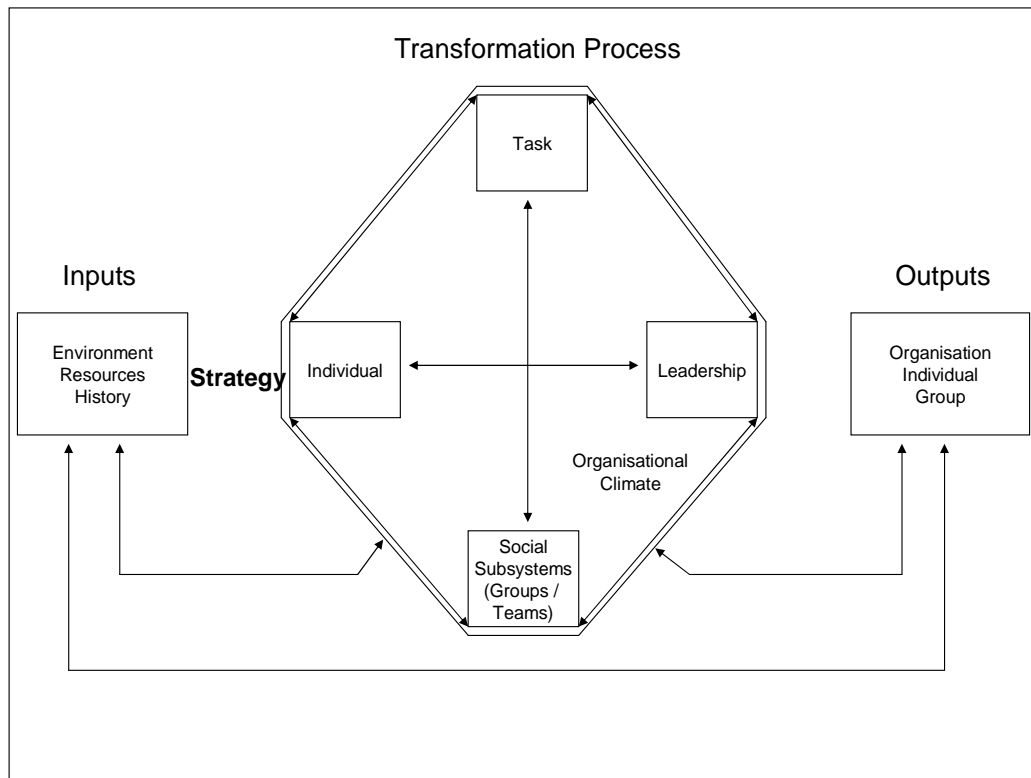 Transformation Process
Task
Inputs
Outputs
Environment
Resources
History
Strategy
Individual
Leadership
Organisation
Individual
Group
Organisational
Climate
Social
Subsystems
(Groups /
Teams)